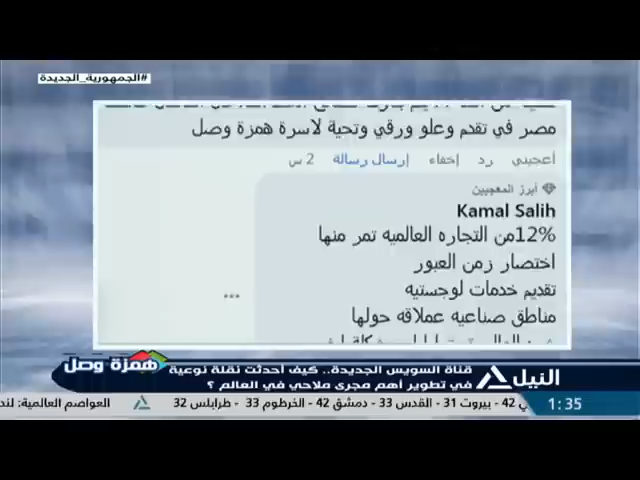 #الجمهورية_الجديدة
مصر في تقدم وعلو ورقي وتحية لاسرة همزة وصل
أعجبني رد إخفاء إرسال رسالة 2 س
أبرز المعجبين
Kamal Salih
12%من التجاره العالميه تمر منها
اختصار زمن العبور
تقديم خدمات لوجستيه
مناطق صناعيه عملاقه حولها
همزة وصل
قناة السويس الجديدة.. كيف أحدثت نقلة نوعية
في تطوير أهم مجرى ملاحي في العالم ؟
النيل
42 - بيروت 31 - القدس 33 - دمشق 42 - الخرطوم 33 - طرابلس 32
العواصم العالمية:
1:35